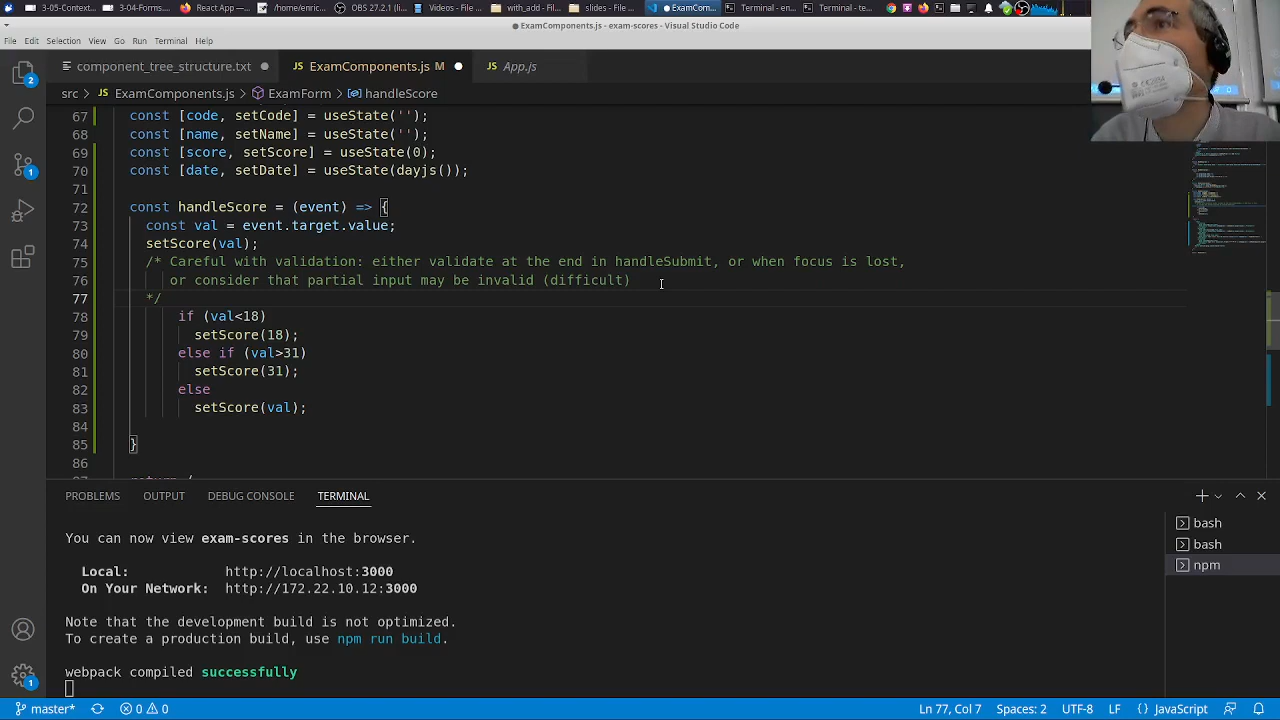 3-05-Context...
3-04-Form...
React App —...
/home/enric...
OBS 27.2.1 (...
slides – File...
with_add – Fi...
ExamCompo...
Terminal – en...
Terminal – te...
ExamComponents.js - exam-scores - Visual Studio Code
File Edit Selection View Go Run Terminal Help
component_tree_structure.txt
JS ExamComponents.js M
JS App.js
src > JS ExamComponents.js > ExamForm > handleScore
67 const [code, setCode] = useState('');
68 const [name, setName] = useState('');
69 const [score, setScore] = useState(0);
70 const [date, setDate] = useState(dayjs());
71
72 const handleScore = (event) => {
73 const val = event.target.value;
74 setScore(val);
75 /* Careful with validation: either validate at the end in handleSubmit, or when focus is lost,
76 or consider that partial input may be invalid (difficult)
77 */
78 if (val<18)
79 setScore(18);
80 else if (val>31)
81 setScore(31);
82 else
83 setScore(val);
84
85 }
86
PROBLEMS OUTPUT DEBUG CONSOLE TERMINAL
You can now view exam-scores in the browser.
Local: http://localhost:3000
On Your Network: http://172.22.10.12:3000
Note that the development build is not optimized.
To create a production build, use npm run build.
webpack compiled successfully
bash
bash
npm
2
1
1
master* 0 0 Ln 77, Col 7 Spaces: 2 UTF-8 LF {} JavaScript